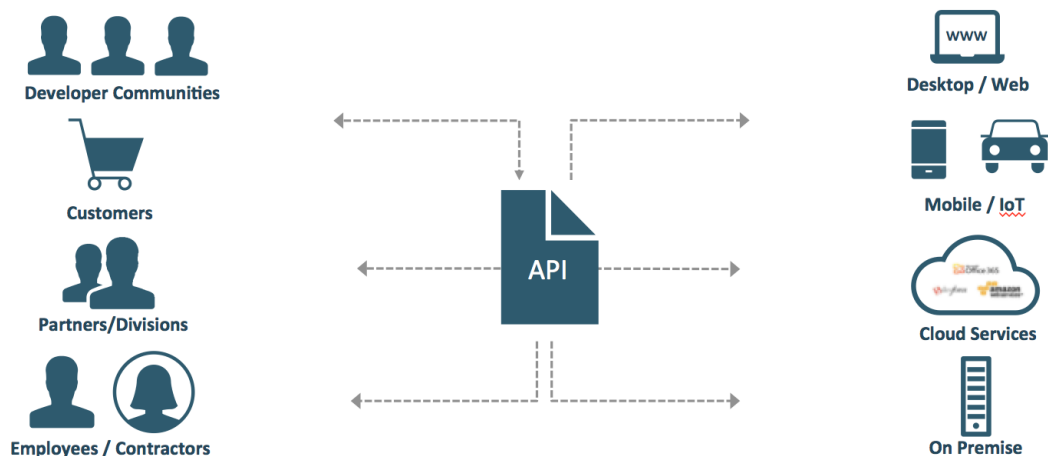 Developer Communities
Customers
Partners/Divisions
Employees / Contractors
API
www
Desktop / Web
Mobile / IoT
Office 365
amazon
Cloud Services
On Premise